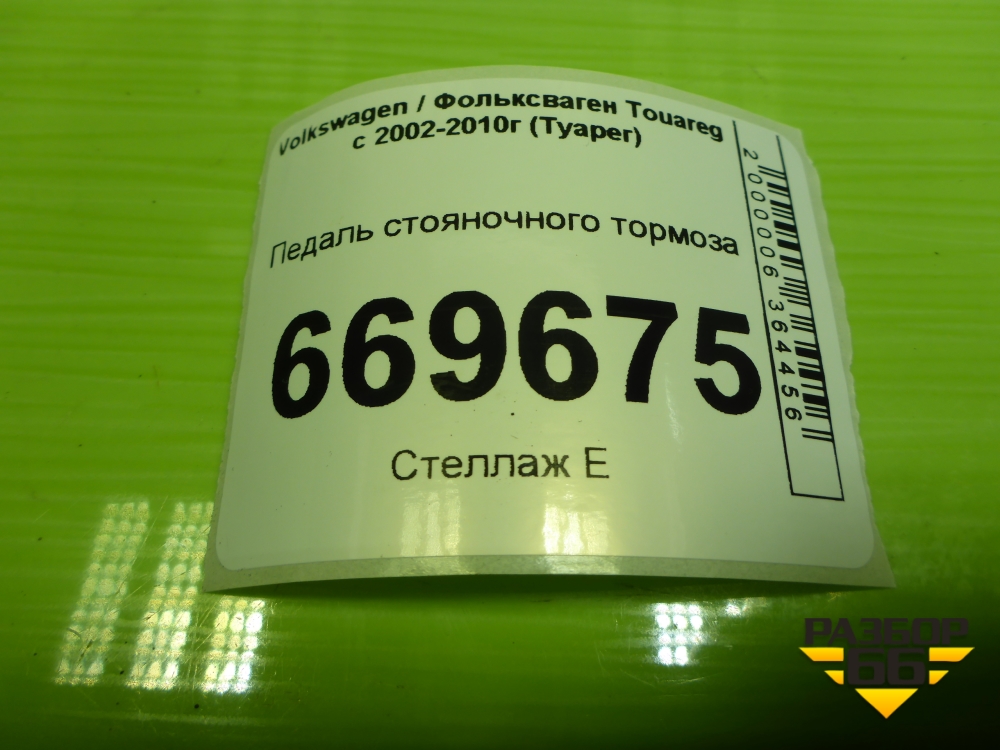 Volkswagen / Фольксваген Touareg
с 2002-2010г (Туарег)
Педаль стояночного тормоза
669675
Стеллаж Е
2000006364456
РАЗБОР
66